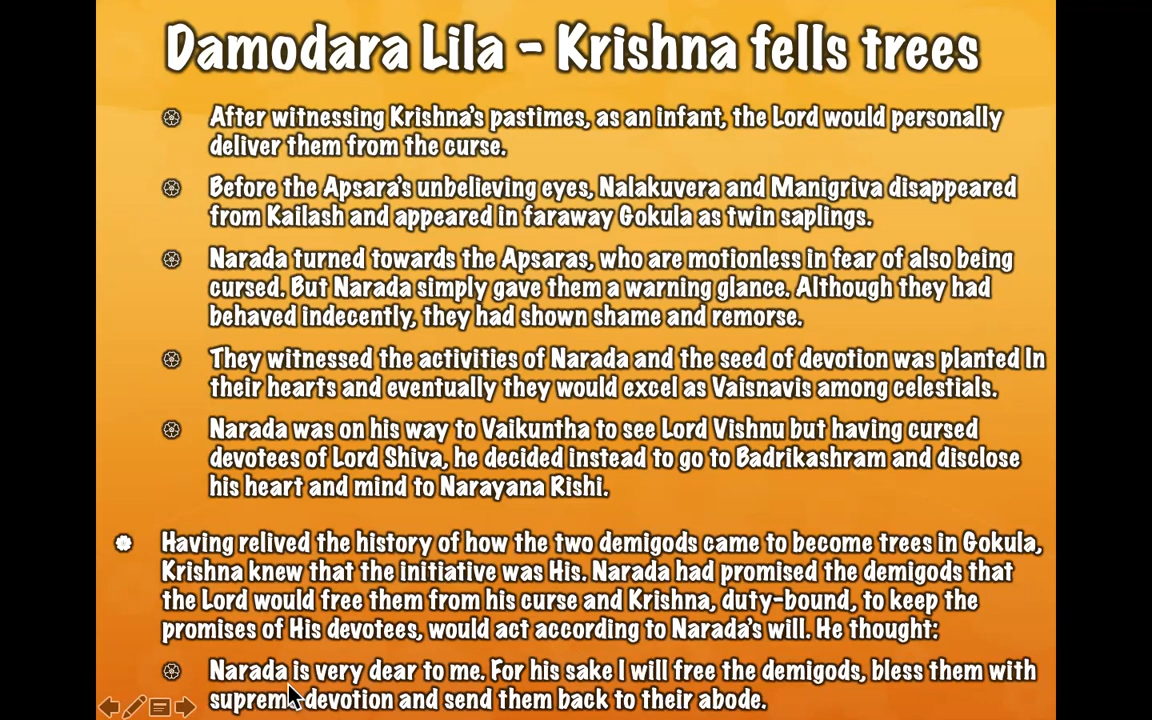 Damodara Lila - Krishna fells trees
After witnessing Krishna's pastimes, as an infant, the Lord would personally
deliver them from the curse.
Before the Apsara's unbelieving eyes, Nalakuvera and Manigriva disappeared
from Kailash and appeared in faraway Gokula as twin saplings.
Narada turned towards the Apsaras, who are motionless in fear of also being
cursed. But Narada simply gave them a warning glance. Although they had
behaved indecently, they had shown shame and remorse.
They witnessed the activities of Narada and the seed of devotion was planted In
their hearts and eventually they would excel as Vaisnavis among celestials.
Narada was on his way to Vaikuntha to see Lord Vishnu but having cursed
devotees of Lord Shiva, he decided instead to go to Badrikashram and disclose
his heart and mind to Narayana Rishi.
Having relived the history of how the two demigods came to become trees in Gokula,
Krishna knew that the initiative was His. Narada had promised the demigods that
the Lord would free them from his curse and Krishna, duty-bound, to keep the
promises of His devotees, would act according to Narada's will. He thought:
Narada is very dear to me. For his sake I will free the demigods, bless them with
devotion and send them back to their abode.